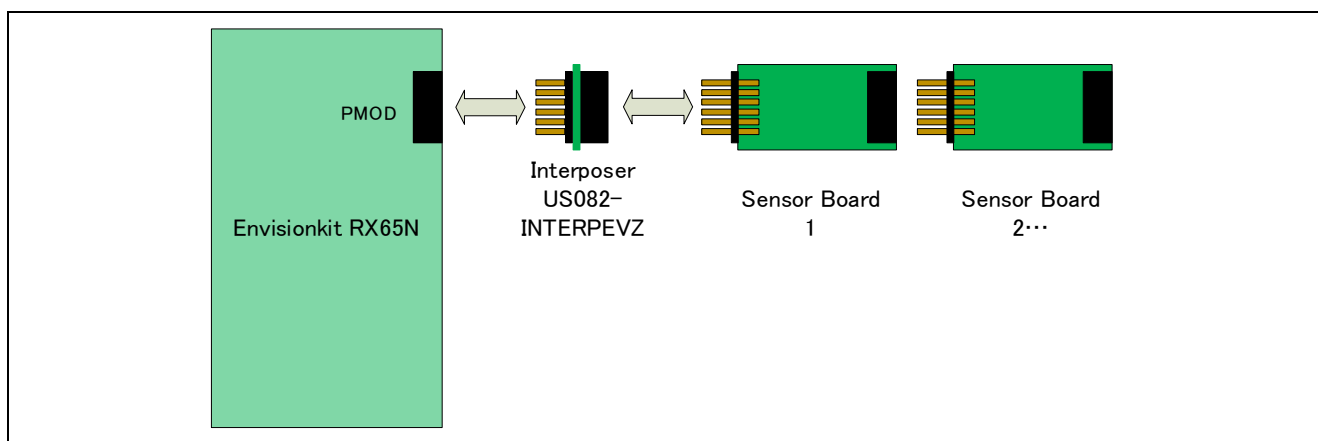 PMOD
Envisionkit RX65N
Interposer
US082-
INTERPEVZ
Sensor Board
1
Sensor Board
2…